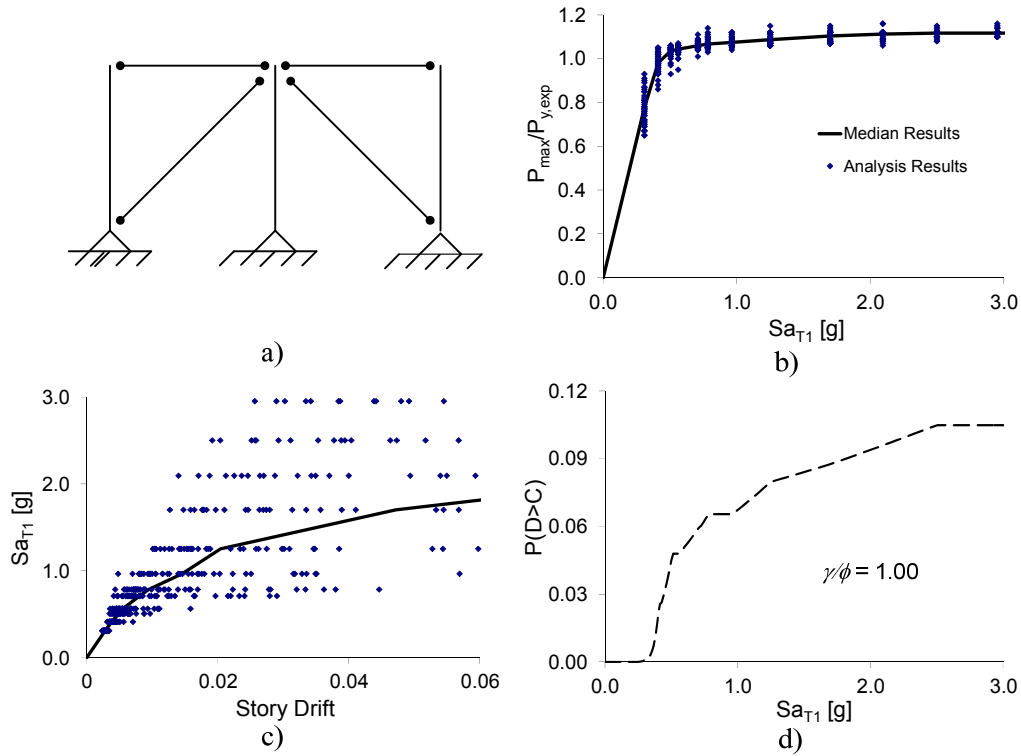 a)
1.2
1.0
0.8
0.6
0.4
0.2
0.0
P_max/P_y,exp
Median Results
Analysis Results
0.0 1.0 2.0 3.0
Sa_T1 [g]
b)
3.0
2.0
1.0
0.0
Sa_T1 [g]
0 0.02 0.04 0.06
Story Drift
c)
0.12
0.09
0.06
0.03
0.00
P(D>C)
γ/ϕ = 1.00
0.0 1.0 2.0 3.0
Sa_T1 [g]
d)